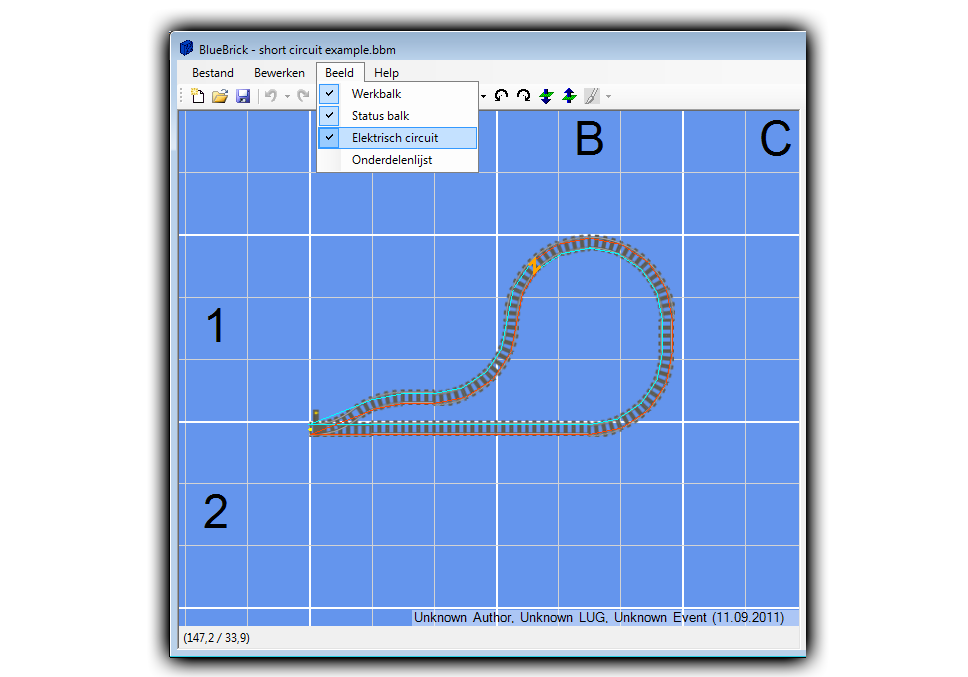 BlueBrick - short circuit example.bbm
Bestand Bewerken Beeld Help
Werkbalk
Status balk
Elektrisch circuit
Onderdelenlijst
B C
1
2
Unknown Author, Unknown LUG, Unknown Event (11.09.2011)
(147,2 / 33,9)